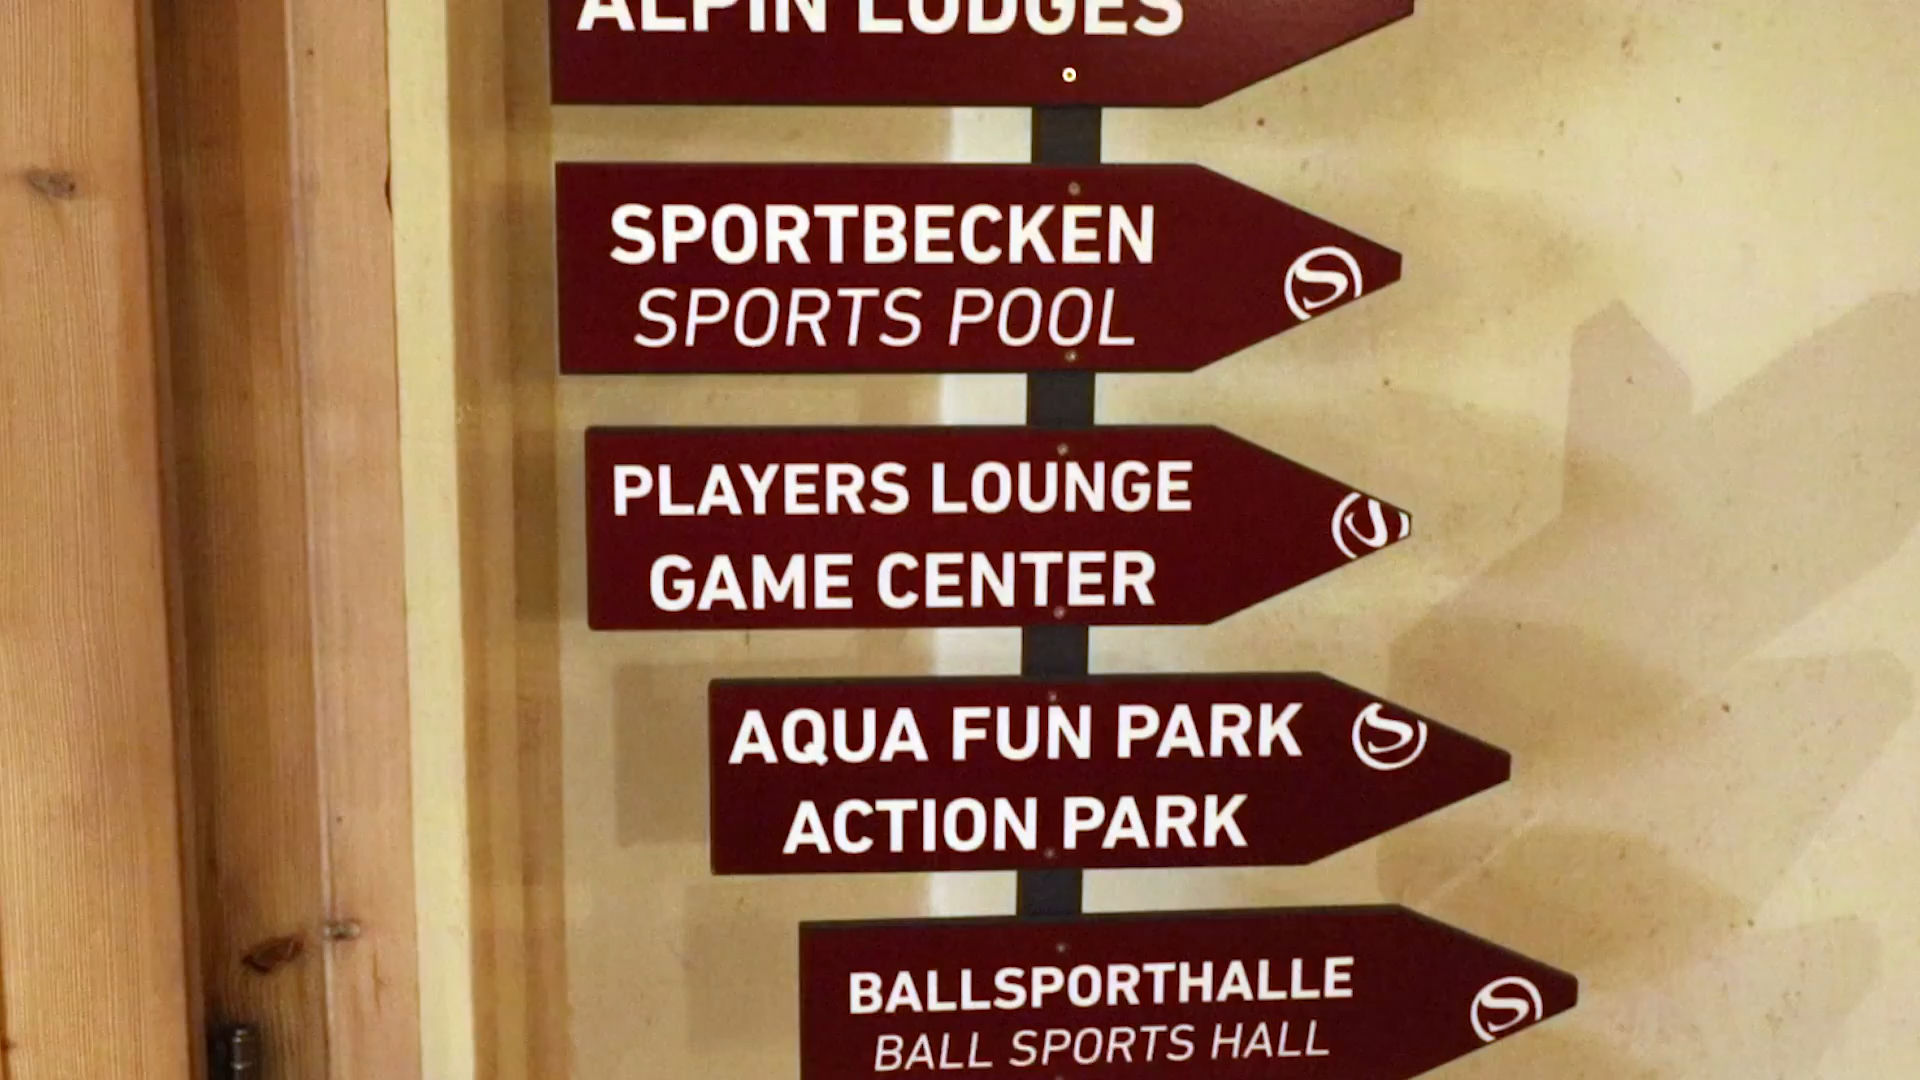 ALPIN LODGES
SPORTBECKEN
SPORTS POOL
PLAYERS LOUNGE
GAME CENTER
AQUA FUN PARK
ACTION PARK
BALLSPORTHALLE
BALL SPORTS HALL